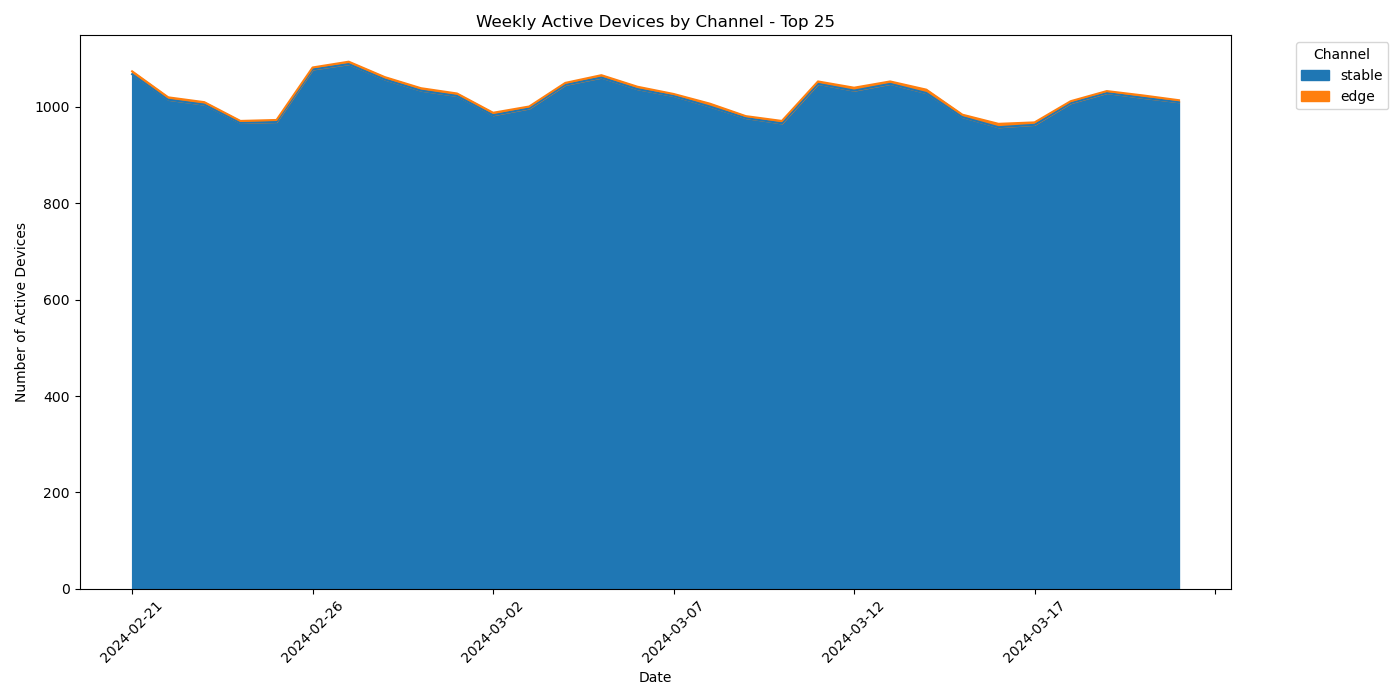 Weekly Active Devices by Channel - Top 25
Channel
stable
edge
Number of Active Devices
1000
800
600
400
200
0
2024-02-21
2024-02-26
2024-03-02
2024-03-07
2024-03-12
2024-03-17
Date